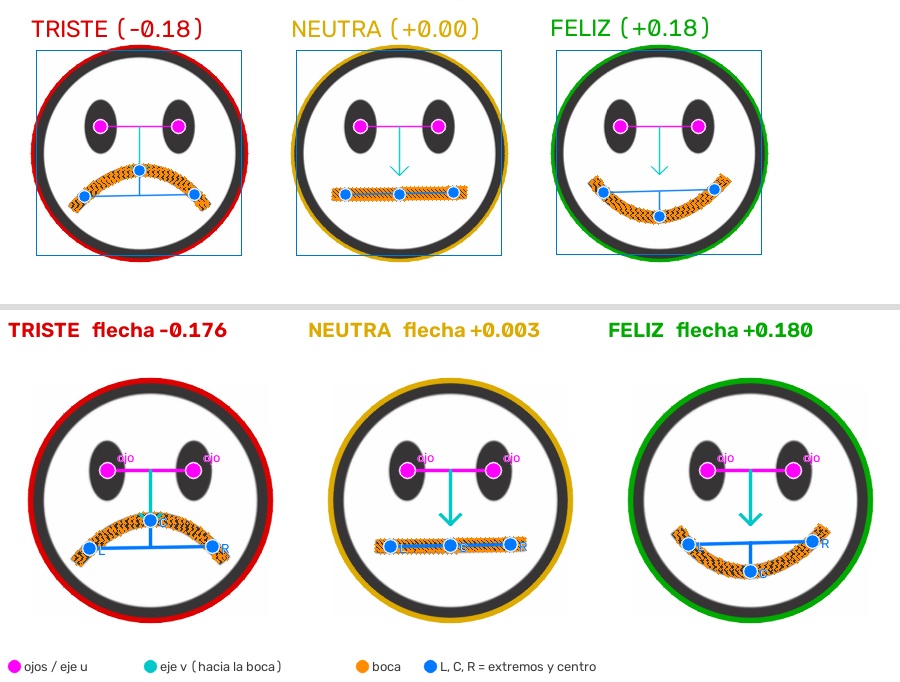 TRISTE (-0.18)
NEUTRA (+0.00)
FELIZ (+0.18)
TRISTE flecha -0.176
NEUTRA flecha +0.003
FELIZ flecha +0.180
ojo ojo
ojo ojo
ojo ojo
C
L R
L C R
L R
C
ojos / eje u
eje v (hacia la boca)
boca
L, C, R = extremos y centro